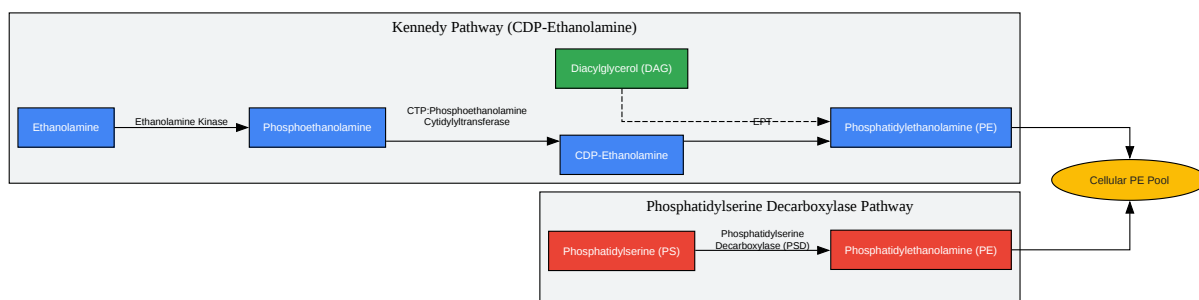 Kennedy Pathway (CDP-Ethanolamine)
Diacylglycerol (DAG)
Ethanolamine
Ethanolamine Kinase
Phosphoethanolamine
CTP:Phosphoethanolamine
Cytidylyltransferase
CDP-Ethanolamine
EPT
Phosphatidylethanolamine (PE)
Cellular PE Pool
Phosphatidylserine Decarboxylase Pathway
Phosphatidylserine (PS)
Phosphatidylserine
Decarboxylase (PSD)
Phosphatidylethanolamine (PE)